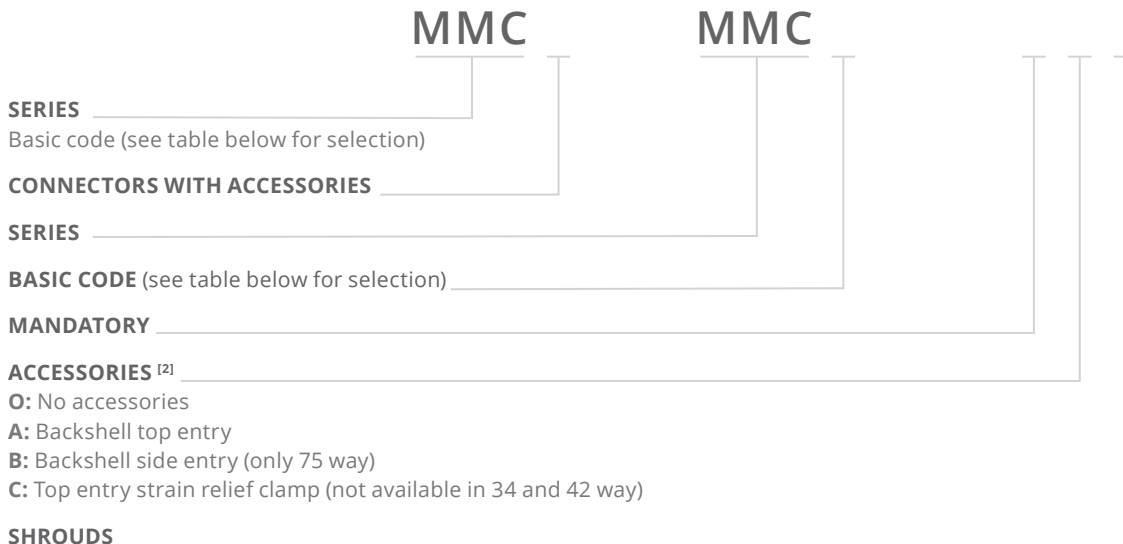 MMC MMC
SERIES
Basic code (see table below for selection)
CONNECTORS WITH ACCESSORIES
SERIES
BASIC CODE (see table below for selection)
MANDATORY
ACCESSORIES [2]
O: No accessories
A: Backshell top entry
B: Backshell side entry (only 75 way)
C: Top entry strain relief clamp (not available in 34 and 42 way)
SHROUDS